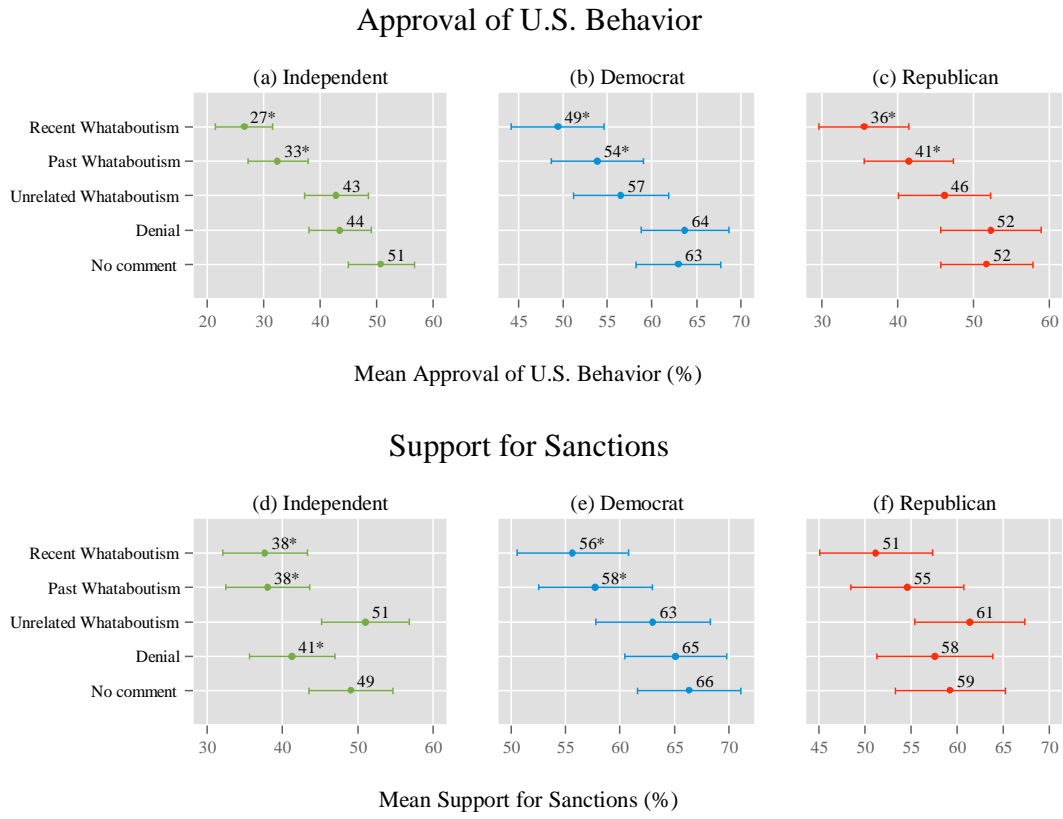 Approval of U.S. Behavior
(a) Independent
(b) Democrat
(c) Republican
Recent Whataboutism
27*
49*
36*
Past Whataboutism
33*
54*
41*
Unrelated Whataboutism
43
57
46
Denial
44
64
52
No comment
51
63
52
20 30 40 50 60
45 50 55 60 65 70
30 40 50 60
Mean Approval of U.S. Behavior (%)
Support for Sanctions
(d) Independent
(e) Democrat
(f) Republican
Recent Whataboutism
38*
56*
51
Past Whataboutism
38*
58*
55
Unrelated Whataboutism
51
63
61
Denial
41*
65
58
No comment
49
66
59
30 40 50 60
50 55 60 65 70
45 50 55 60 65 70
Mean Support for Sanctions (%)